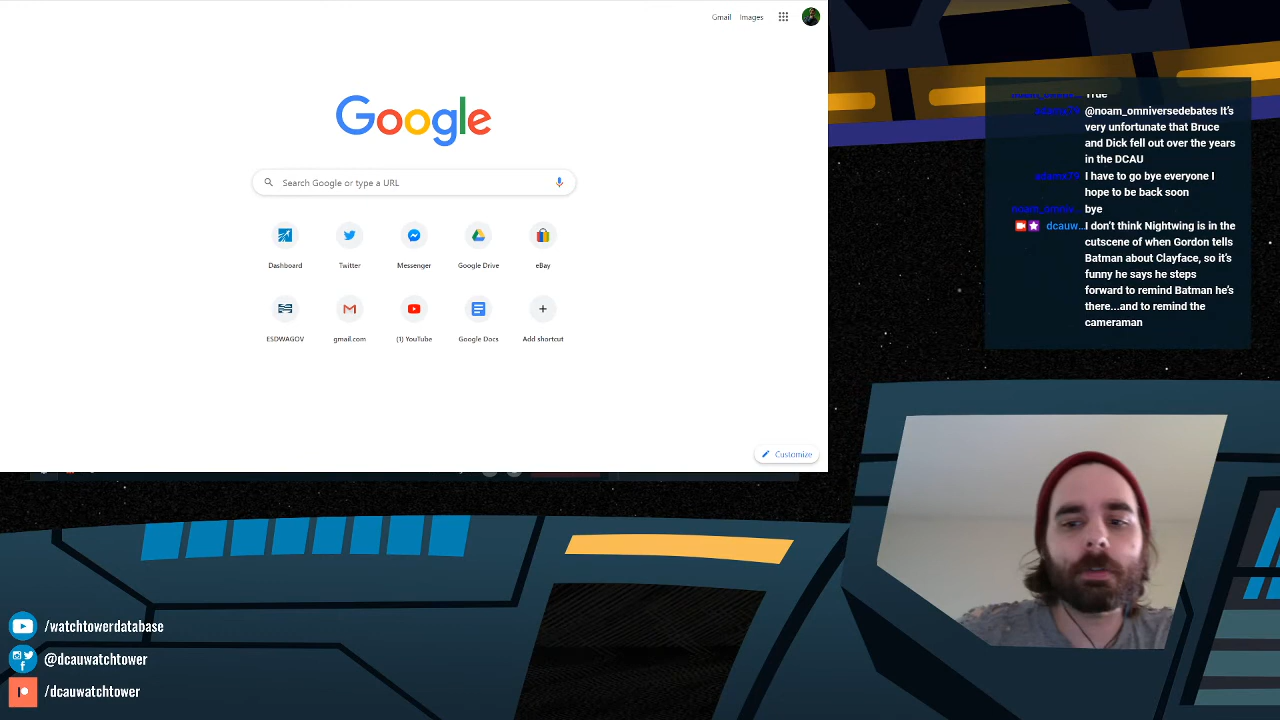 Gmail Images
Google
Search Google or type a URL
Dashboard Twitter Messenger Google Drive eBay
ESDWAGOV gmail.com (1) YouTube Google Docs Add shortcut
Customize
True
adamx79 @noam_omniversedebates It's
very unfortunate that Bruce
and Dick fell out over the years
in the DCAU
adamx79 I have to go bye everyone I
hope to be back soon
noam_omniv... bye
dcauw... I don't think Nightwing is in the
cutscene of when Gordon tells
Batman about Clayface, so it's
funny he says he steps
forward to remind Batman he's
there...and to remind the
cameraman
/watchtowerdatabase
@dcauwatchtower
/dcauwatchtower